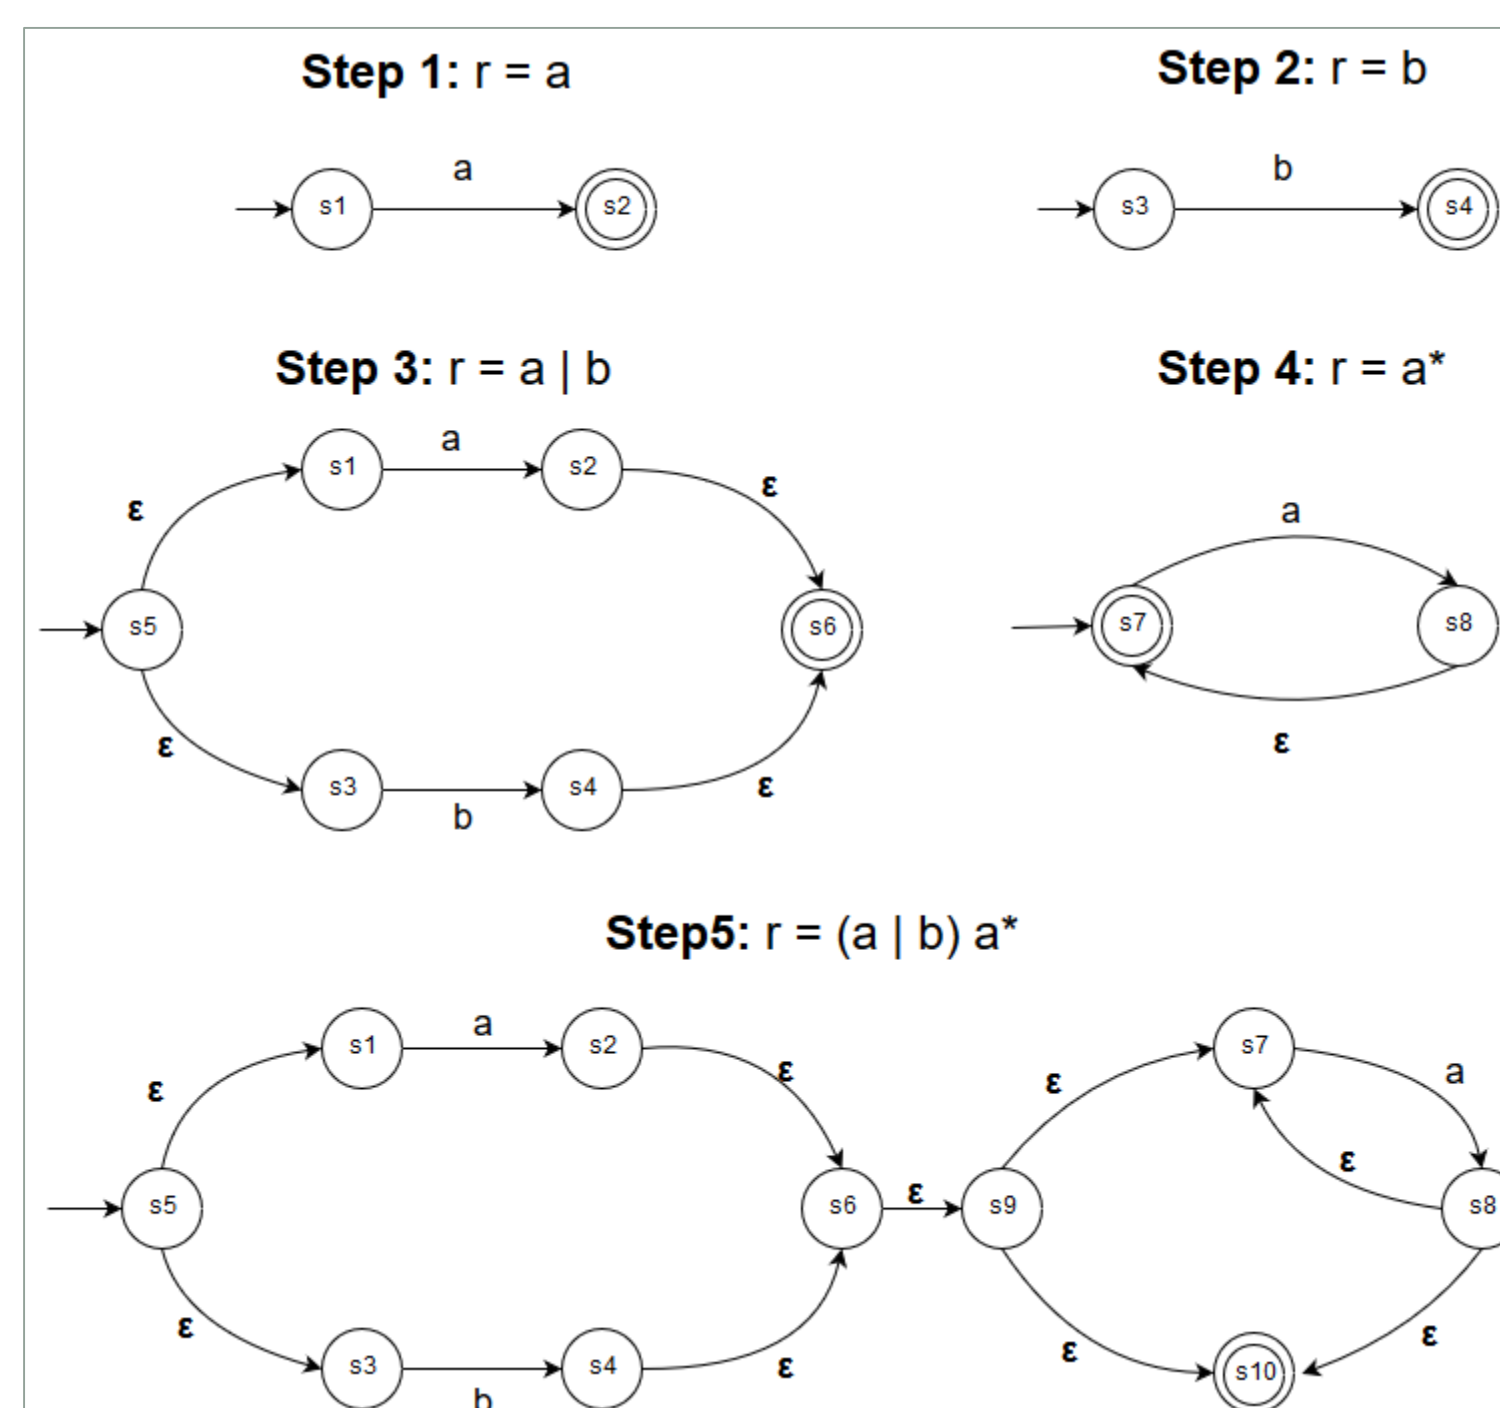 Step 1: r = a
Step 2: r = b
a
s1
s2
b
s3
s4
Step 3: r = a | b
Step 4: r = a*
a
s1
s2
ε
ε
s5
s6
ε
s3
s4
ε
b
a
s7
s8
ε
Step5: r = (a | b) a*
a
s1
s2
ε
ε
s5
s6
ε
ε
s3
s4
ε
b
s9
ε
s7
a
ε
s8
ε
s10
ε